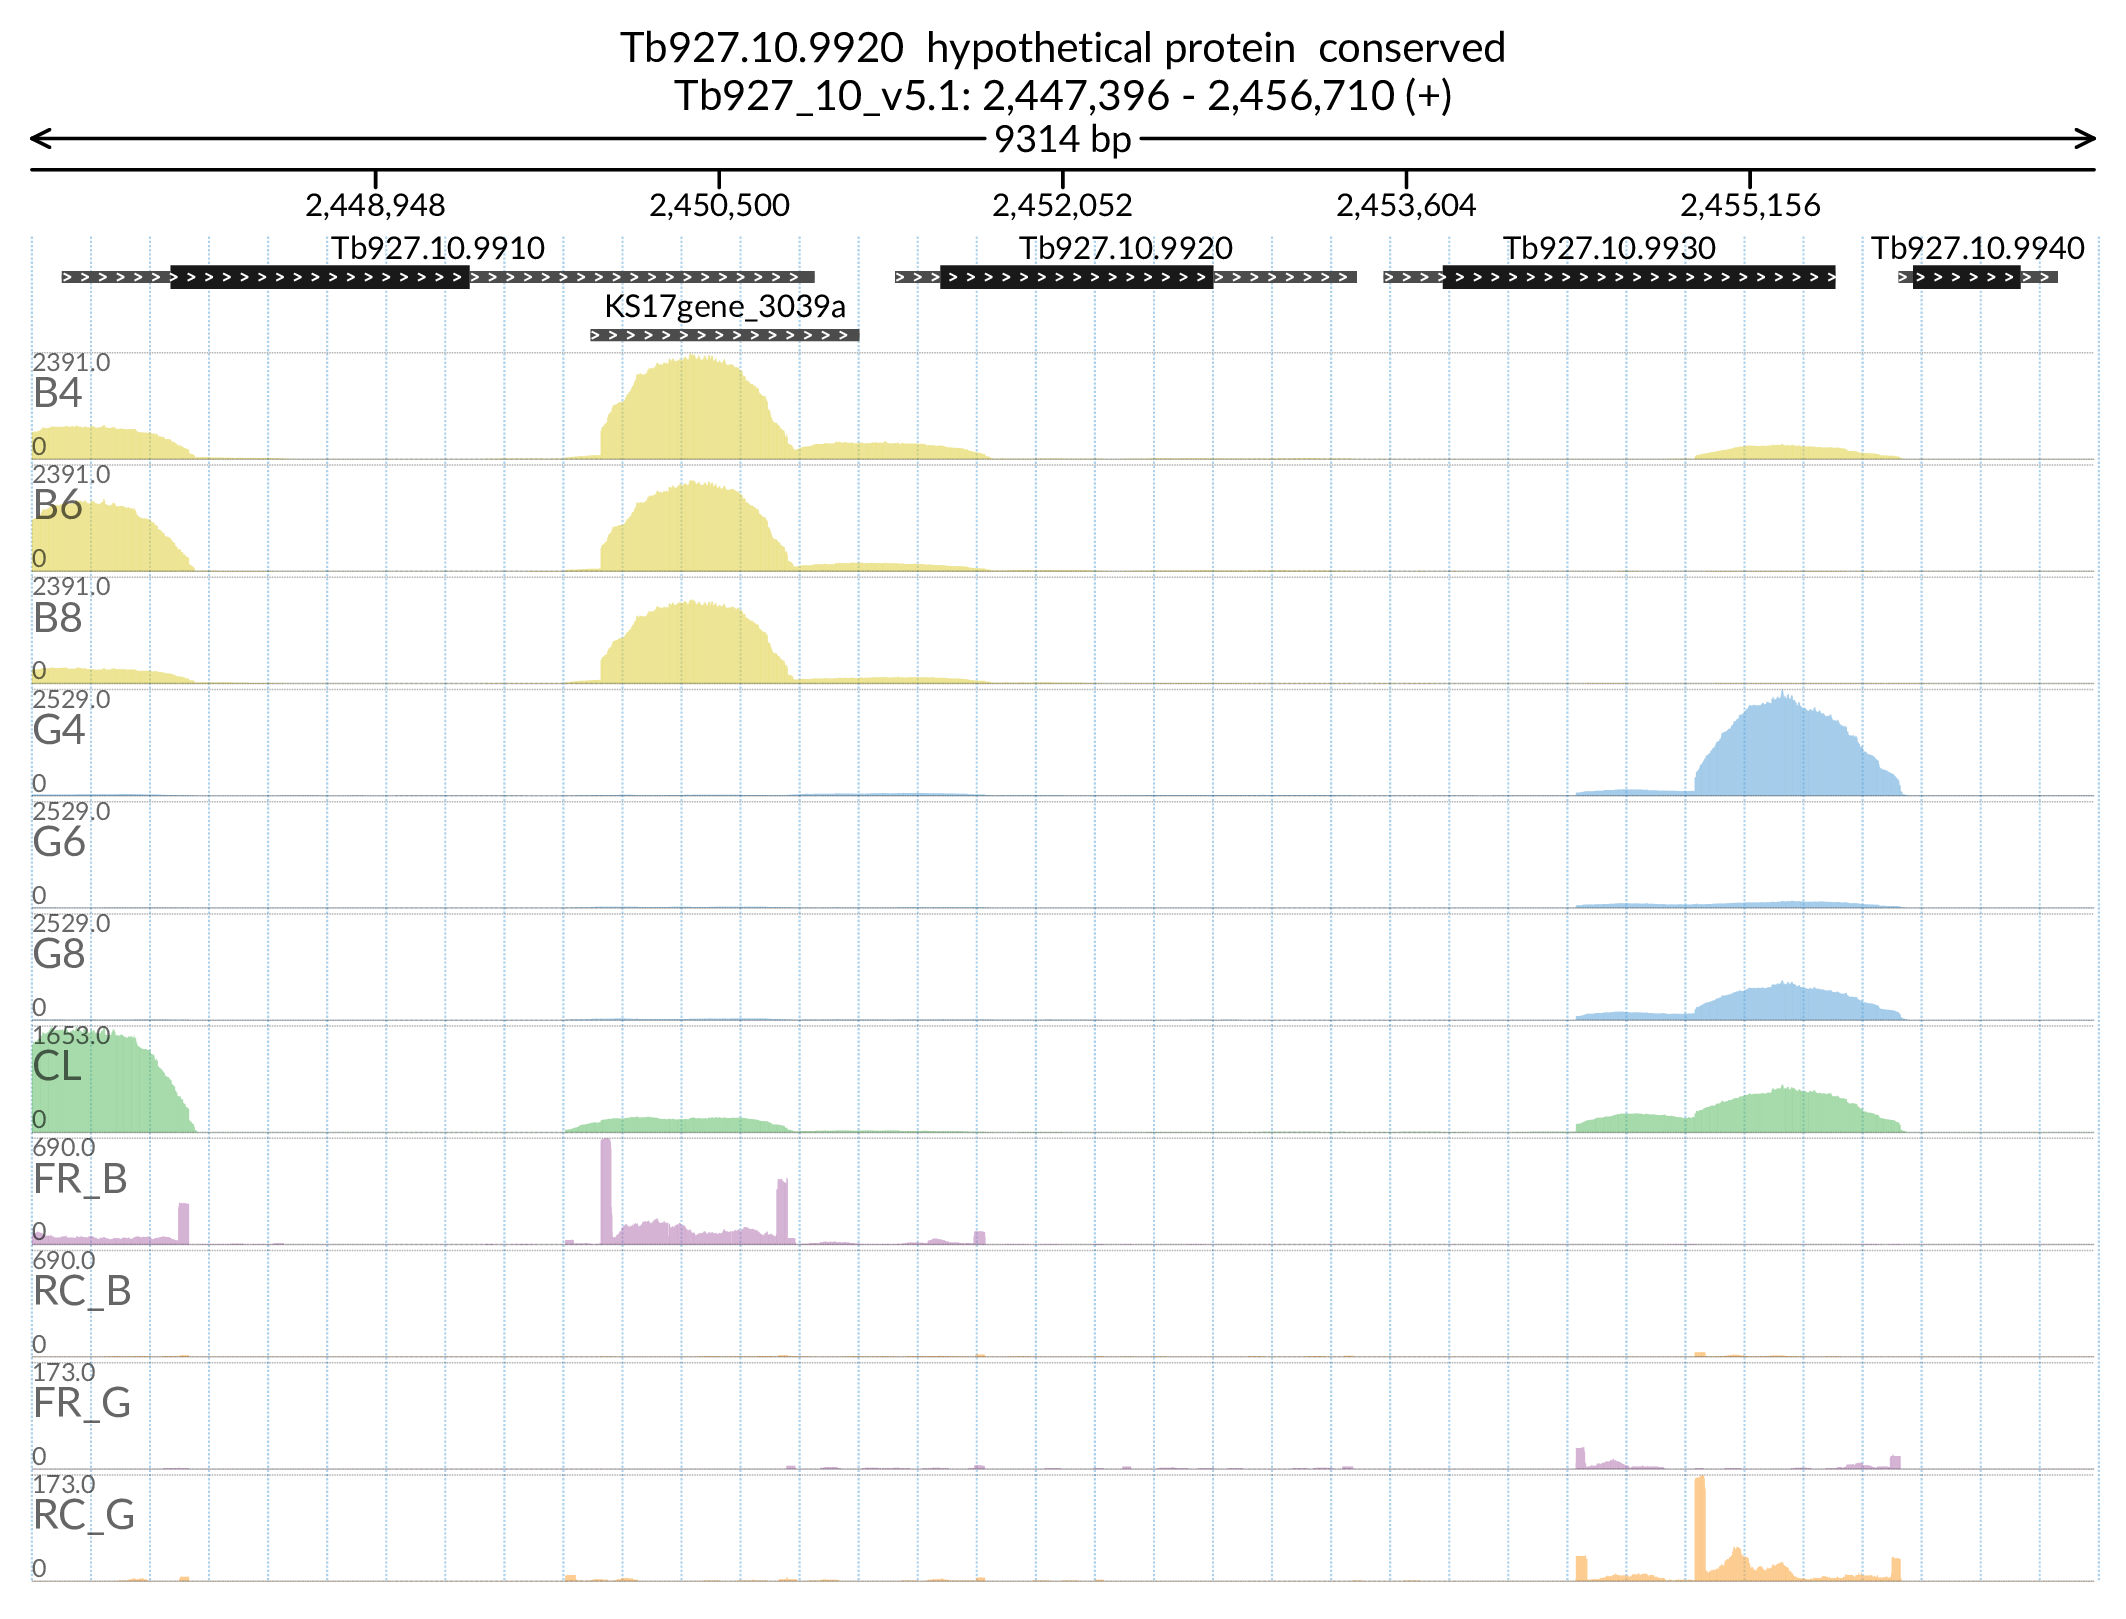 Tb927.10.9920  hypothetical protein  conserved
Tb927_10_v5.1: 2,447,396 - 2,456,710 (+)
9314 bp
2,448,948 2,450,500 2,452,052 2,453,604 2,455,156
Tb927.10.9910 Tb927.10.9920 Tb927.10.9930 Tb927.10.9940
KS17gene_3039a
2391.0
B4
0
2391.0
B6
0
2391.0
B8
0
2529.0
G4
0
2529.0
G6
0
2529.0
G8
0
1653.0
CL
0
690.0
FR_B
0
690.0
RC_B
0
173.0
FR_G
0
173.0
RC_G
0